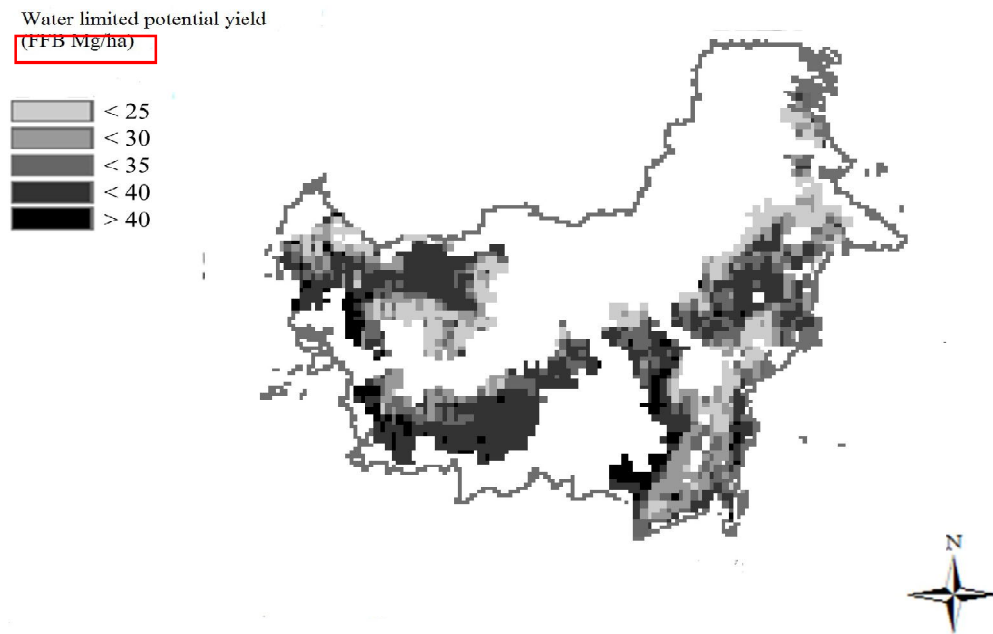 Water limited potential yield
(FFB Mg/ha)
< 25
< 30
< 35
< 40
> 40
N